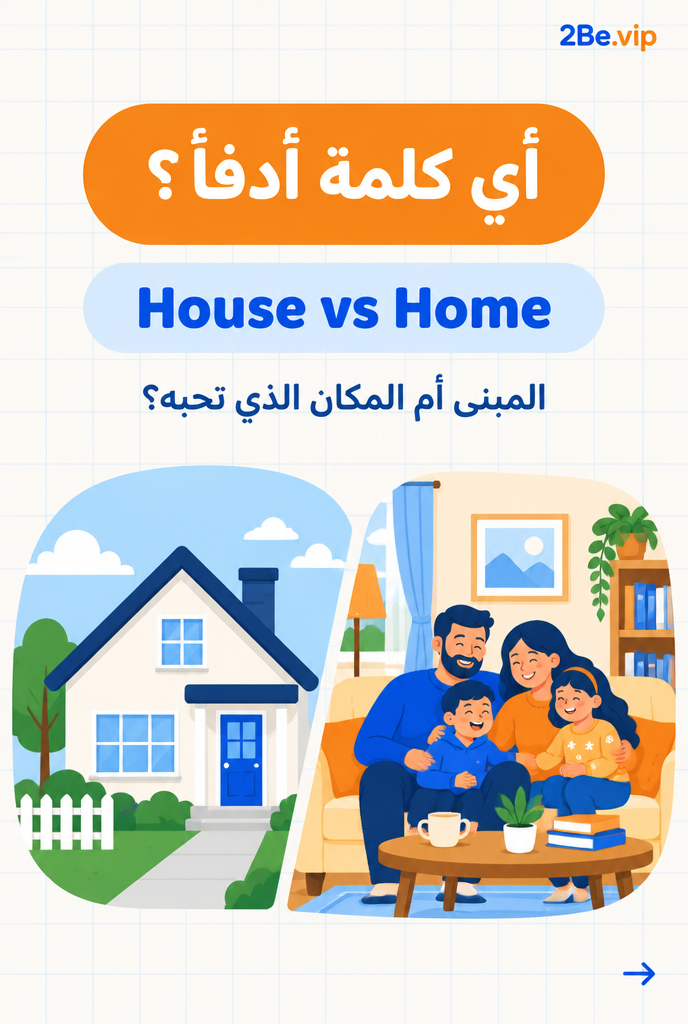 2Be.vip
أي كلمة أدفأ ؟
House vs Home
المبنى أم المكان الذي تحبه؟